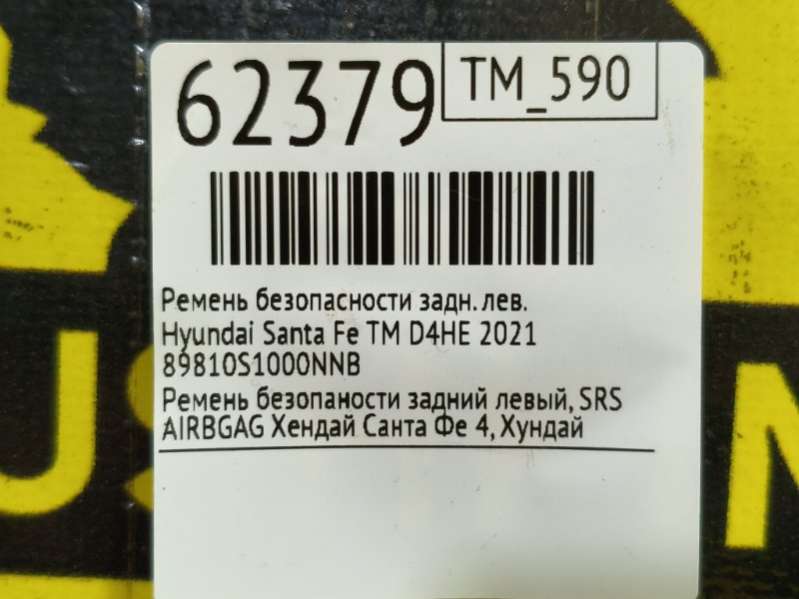 62379
TM_590
Ремень безопасности задн. лев.
Hyundai Santa Fe TM D4HE 2021
89810S1000NNB
Ремень безопаности задний левый, SRS
AIRBGAG Хендай Санта Фе 4, Хундай